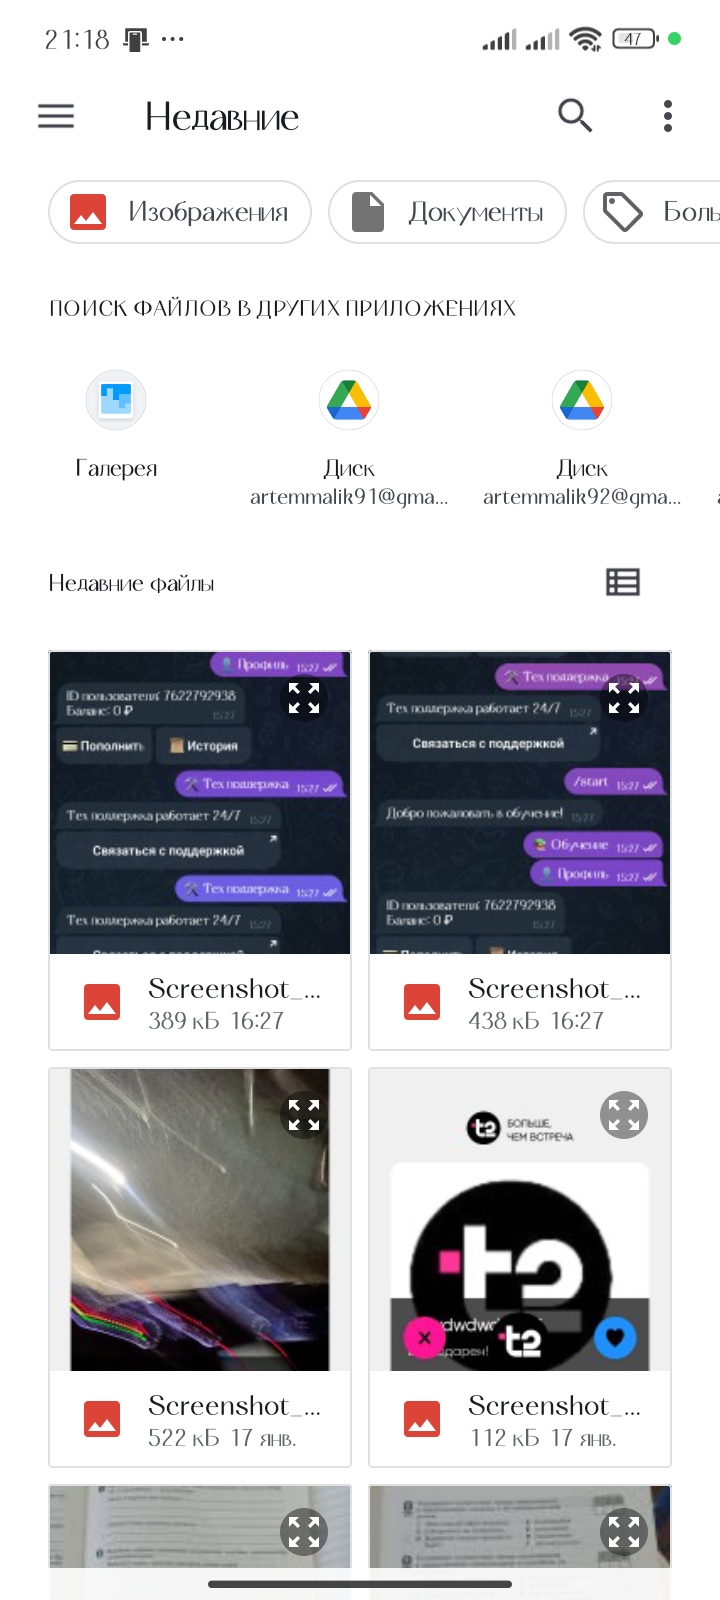 21:18
47
Недавние
Изображения
Документы
Боль
ПОИСК ФАЙЛОВ В ДРУГИХ ПРИЛОЖЕНИЯХ
Галерея
Диск
artemmalik91@gma...
Диск
artemmalik92@gma...
Недавние файлы
Профиль 15:27
ID пользователя: 7622792938
Баланс: 0 ₽
15:27
Пополнить
История
Тех поддержка 15:27
Тех поддержка работает 24/7 15:27
Связаться с поддержкой
Тех поддержка 15:27
Тех поддержка работает 24/7 15:27
Связаться с поддержкой
Screenshot_...
389 кБ 16:27
Тех поддержка 15:27
Тех поддержка работает 24/7 15:27
Связаться с поддержкой
/start 15:27
Добро пожаловать в обучение! 15:27
Обучение 15:27
Профиль 15:27
ID пользователя: 7622792938
Баланс: 0 ₽
15:27
Пополнить
История
Screenshot_...
438 кБ 16:27
Screenshot_...
522 кБ 17 янв.
t2
БОЛЬШЕ,
ЧЕМ ВСТРЕЧА
t2
t2
Screenshot_...
112 кБ 17 янв.